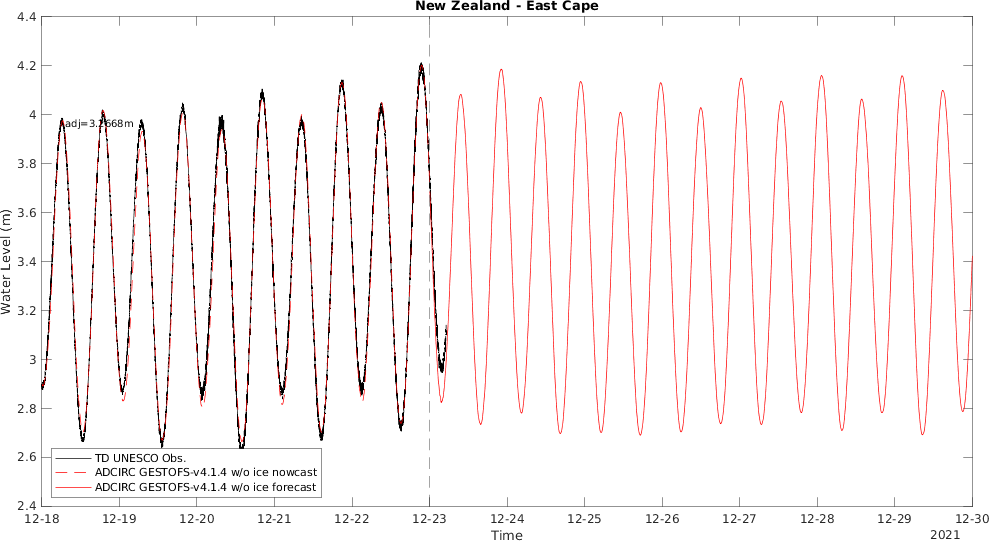 New Zealand - East Cape
4.4
4.2
4
3.8
3.6
3.4
3.2
3
2.8
2.6
2.4
Water Level (m)
adj=3.2668m
TD UNESCO Obs.
ADCIRC GESTOFS-v4.1.4 w/o ice nowcast
ADCIRC GESTOFS-v4.1.4 w/o ice forecast
12-18 12-19 12-20 12-21 12-22 12-23 12-24 12-25 12-26 12-27 12-28 12-29 12-30
Time
2021